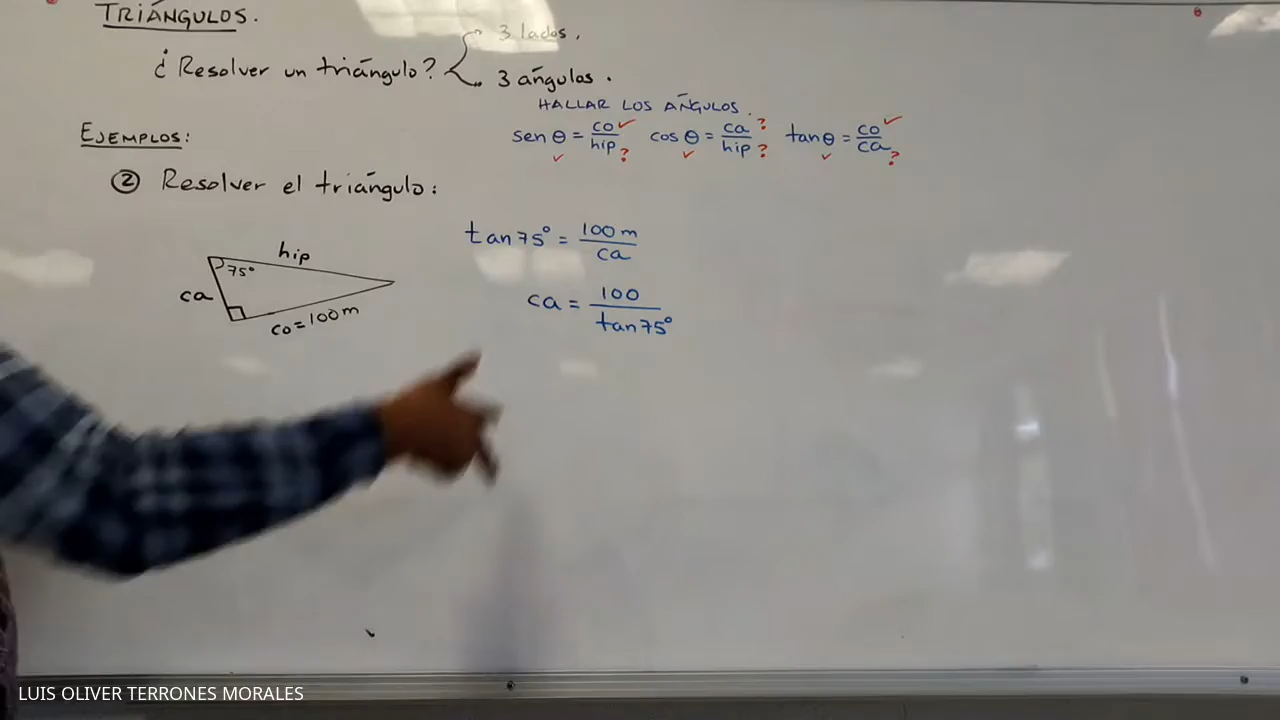 TRIÁNGULOS.
¿Resolver un triángulo?
3 lados.
3 ángulos.
HALLAR LOS ÁNGULOS.
sen θ = co/hip ✓ ✓ ? cos θ = ca/hip ✓ ? ? tan θ = co/ca ✓ ✓ ?
EJEMPLOS:
② Resolver el triángulo:
hip
75°
ca
co = 100 m
tan 75° = 100 m/ca
ca = 100/tan 75°
LUIS OLIVER TERRONES MORALES